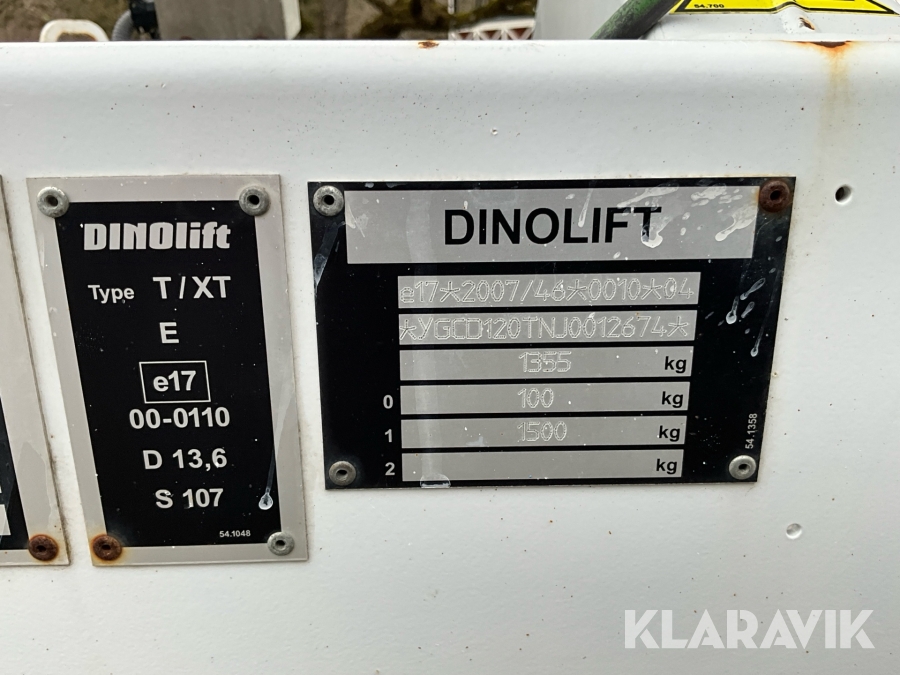 54.700
DINOlift
Type T/XT
E
e17
00-0110
D 13,6
S 107
54.1048
DINOLIFT
e17*2007/46*0010*04
*YGCD120TNJ0012674*
1355 kg
0 100 kg
1 1500 kg
2 kg
54.1358
KLARAVIK